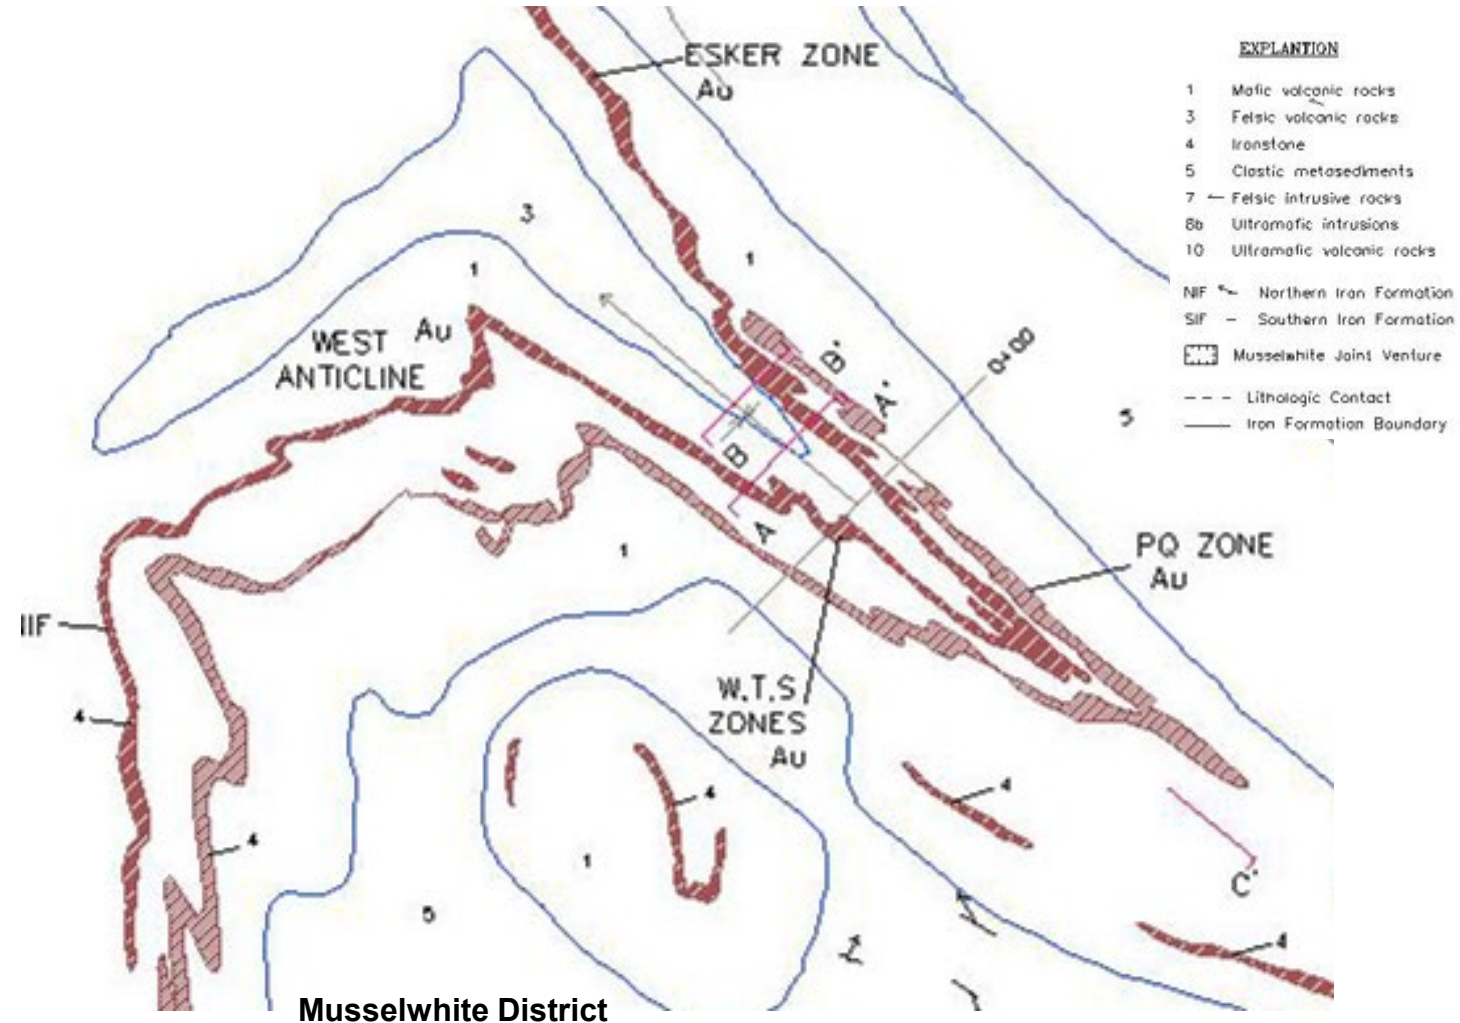 ESKER ZONE
Au
EXPLANTION
1 Mafic volcanic rocks
3 Felsic volcanic rocks
4 Ironstone
5 Clastic metasediments
7 Felsic intrusive rocks
8b Ultramafic intrusions
10 Ultramafic volcanic rocks
NIF Northern Iron Formation
SIF Southern Iron Formation
Musselwhite Joint Venture
Lithologic Contact
Iron Formation Boundary
3
1
1
WEST Au
ANTICLINE
B'
A'
0+00
5
B
A
1
PQ ZONE
Au
IIF
4
W.T.S
ZONES
Au
4
4
4
1
C'
5
4
Musselwhite District